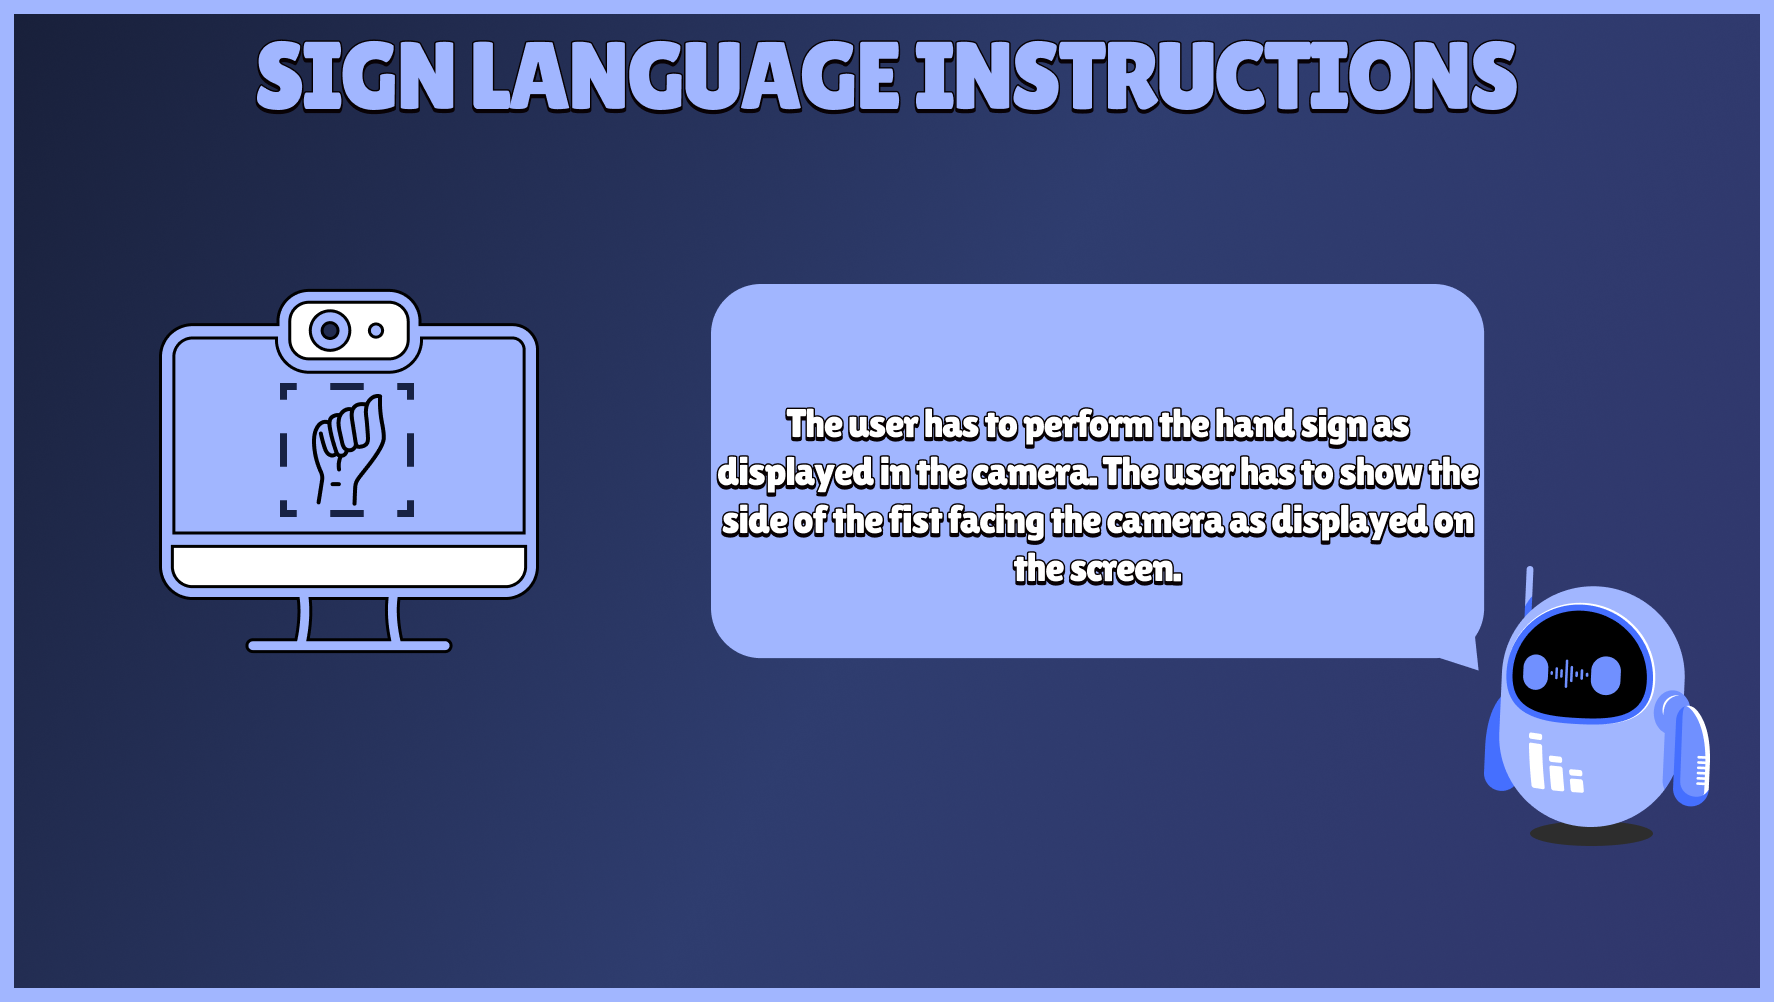 SIGN LANGUAGE INSTRUCTIONS
The user has to perform the hand sign as
displayed in the camera. The user has to show the
side of the fist facing the camera as displayed on
the screen.